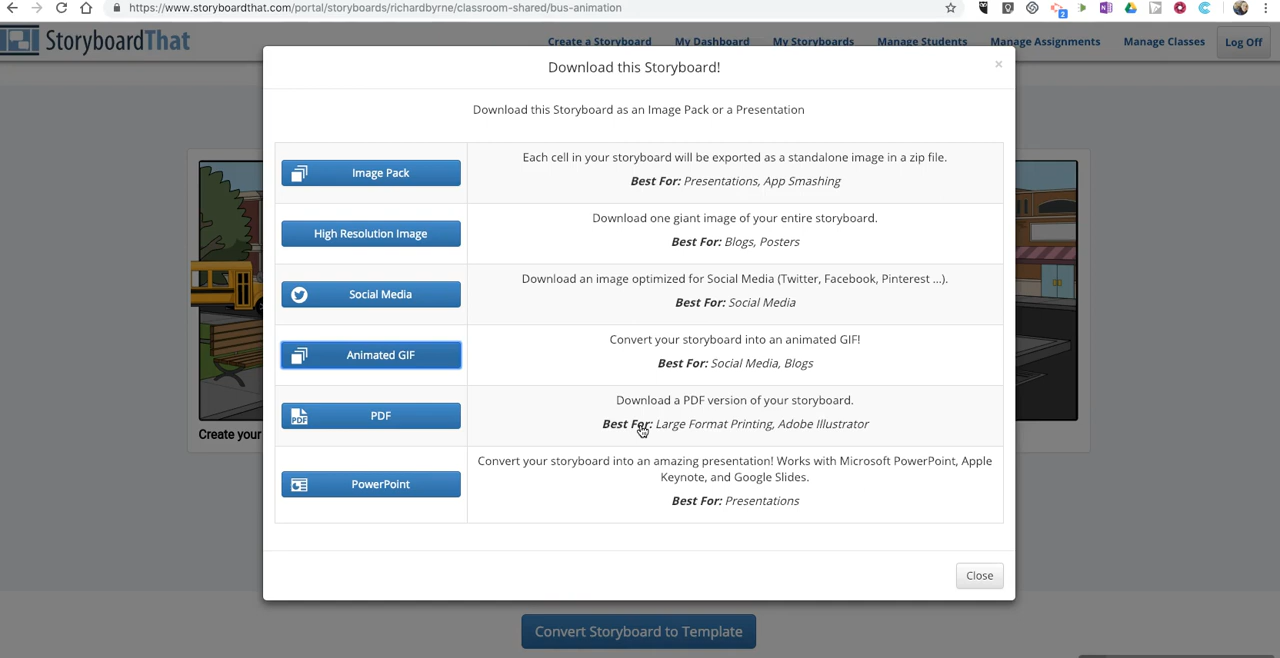 https://www.storyboardthat.com/portal/storyboards/richardbyrne/classroom-shared/bus-animation
2
StoryboardThat
Create a Storyboard My Dashboard My Storyboards Manage Students Manage Assignments Manage Classes Log Off
Download this Storyboard!
×
Download this Storyboard as an Image Pack or a Presentation
Image Pack
Each cell in your storyboard will be exported as a standalone image in a zip file.
Best For: Presentations, App Smashing
High Resolution Image
Download one giant image of your entire storyboard.
Best For: Blogs, Posters
Social Media
Download an image optimized for Social Media (Twitter, Facebook, Pinterest ...).
Best For: Social Media
Animated GIF
Convert your storyboard into an animated GIF!
Best For: Social Media, Blogs
PDF
PDF
Download a PDF version of your storyboard.
Best For: Large Format Printing, Adobe Illustrator
PowerPoint
Convert your storyboard into an amazing presentation! Works with Microsoft PowerPoint, Apple
Keynote, and Google Slides.
Best For: Presentations
Create your
Close
Convert Storyboard to Template